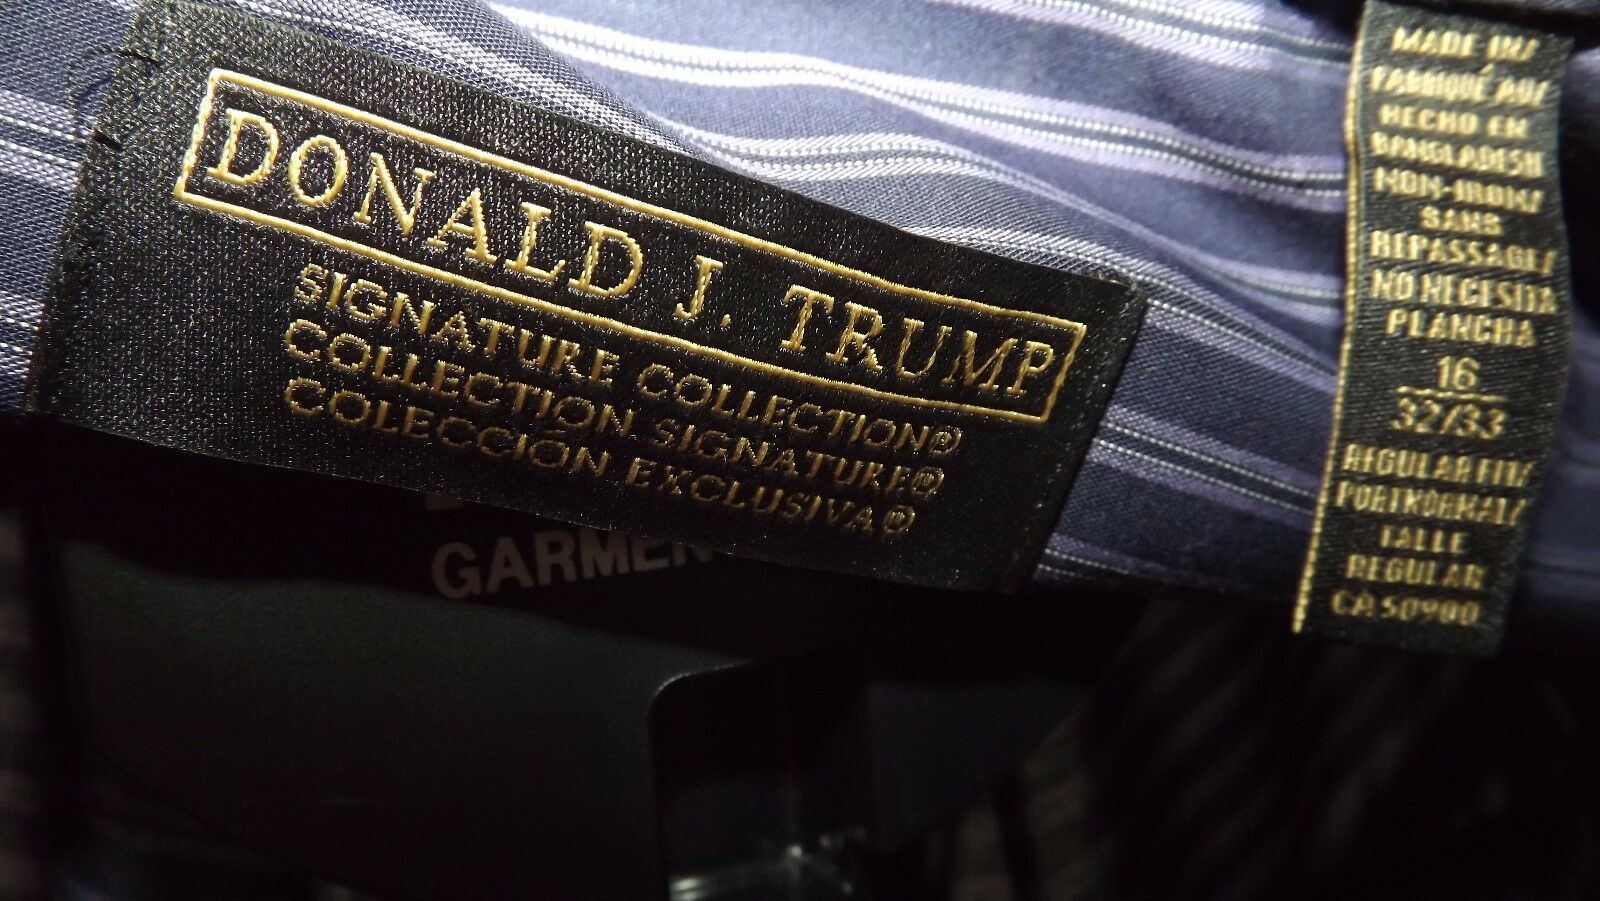 DONALD J. TRUMP
SIGNATURE COLLECTION®
COLLECTION SIGNATURE®
COLECCIÓN EXCLUSIVA®
MADE IN/
FABRIQUÉ AU/
HECHO EN
BANGLADESH
NON-IRON/
SANS
REPASSAGE/
NO NECESITA
PLANCHA
16
32/33
REGULAR FIT/
PORT NORMAL/
TALLE
REGULAR
CA 50900